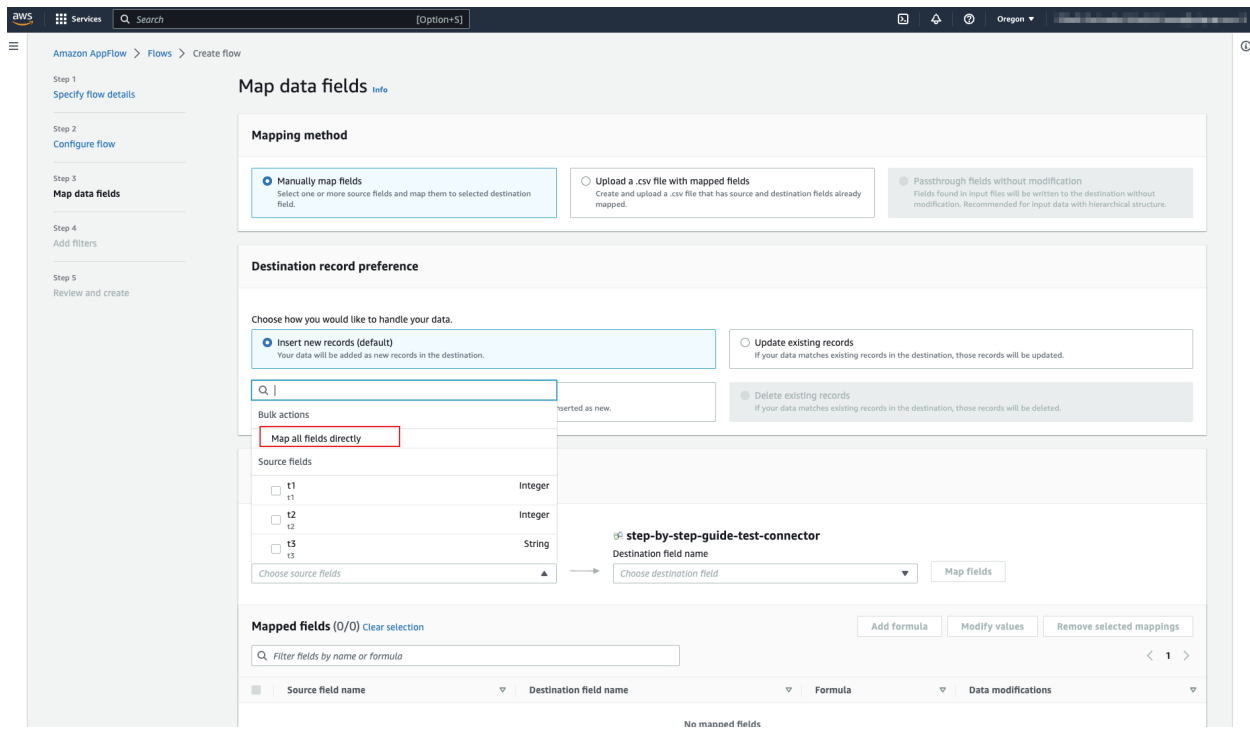 aws
Services
Search
[Option+S]
Oregon
Amazon AppFlow > Flows > Create flow
Step 1
Specify flow details
Step 2
Configure flow
Step 3
Map data fields
Step 4
Add filters
Step 5
Review and create
Map data fields Info
Mapping method
Manually map fields
Select one or more source fields and map them to selected destination
field.
Upload a .csv file with mapped fields
Create and upload a .csv file that has source and destination fields already
mapped.
Passthrough fields without modification
Fields found in input files will be written to the destination without
modification. Recommended for input data with hierarchical structure.
Destination record preference
Choose how you would like to handle your data.
Insert new records (default)
Your data will be added as new records in the destination.
Update existing records
If your data matches existing records in the destination, those records will be updated.
inserted as new.
Delete existing records
If your data matches existing records in the destination, those records will be deleted.
Bulk actions
Map all fields directly
Source fields
t1 Integer
t1
t2 Integer
t2
t3 String
t3
Choose source fields
step-by-step-guide-test-connector
Destination field name
Choose destination field
Map fields
Mapped fields (0/0) Clear selection
Add formula
Modify values
Remove selected mappings
Filter fields by name or formula
< 1 >
Source field name
Destination field name
Formula
Data modifications
No mapped fields